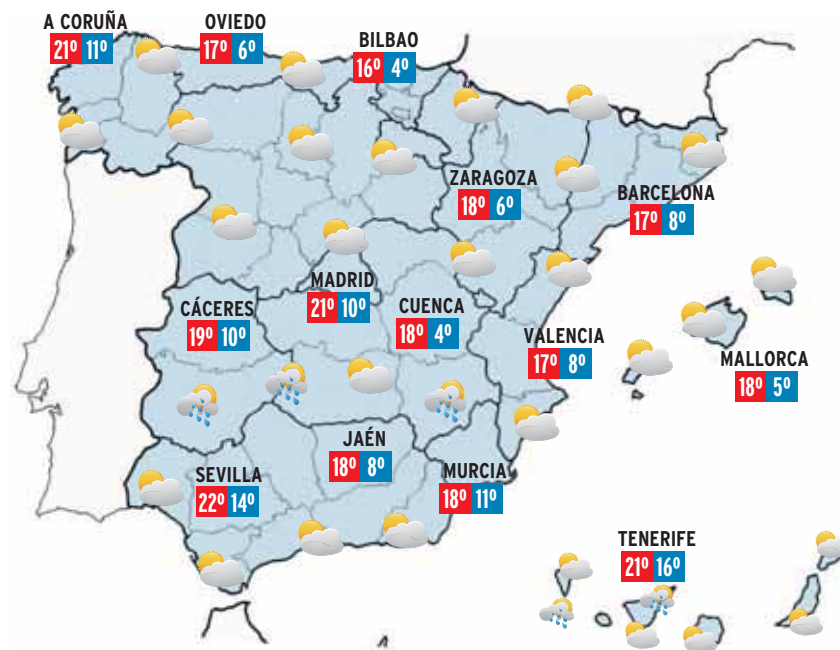 A CORUÑA
21º 11º
OVIEDO
17º 6º
BILBAO
16º 4º
ZARAGOZA
18º 6º
BARCELONA
17º 8º
MADRID
21º 10º
CÁCERES
19º 10º
CUENCA
18º 4º
VALENCIA
17º 8º
MALLORCA
18º 5º
JAÉN
18º 8º
SEVILLA
22º 14º
MURCIA
18º 11º
TENERIFE
21º 16º